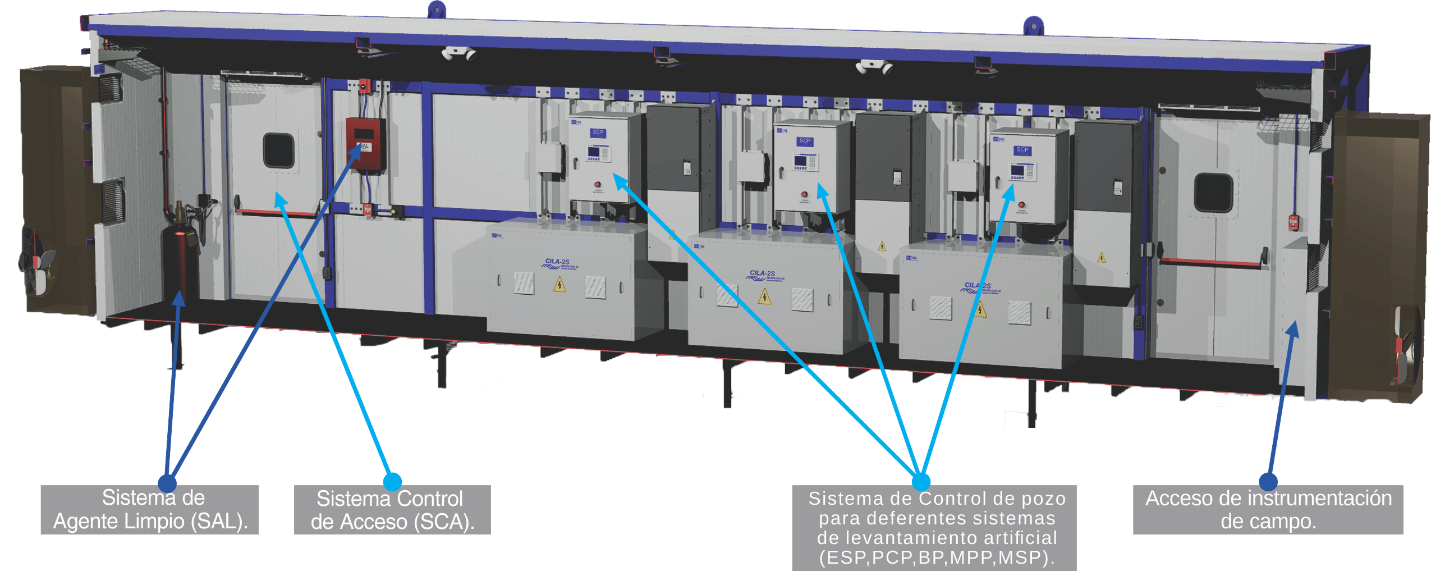 SCP
SCP
SCP
CILA-2S
CILA-2S
CILA-2S
Sistema de
Agente Limpio (SAL).
Sistema Control
de Acceso (SCA).
Sistema de Control de pozo
para deferentes sistemas
de levantamiento artificial
(ESP,PCP,BP,MPP,MSP).
Acceso de instrumentación
de campo.